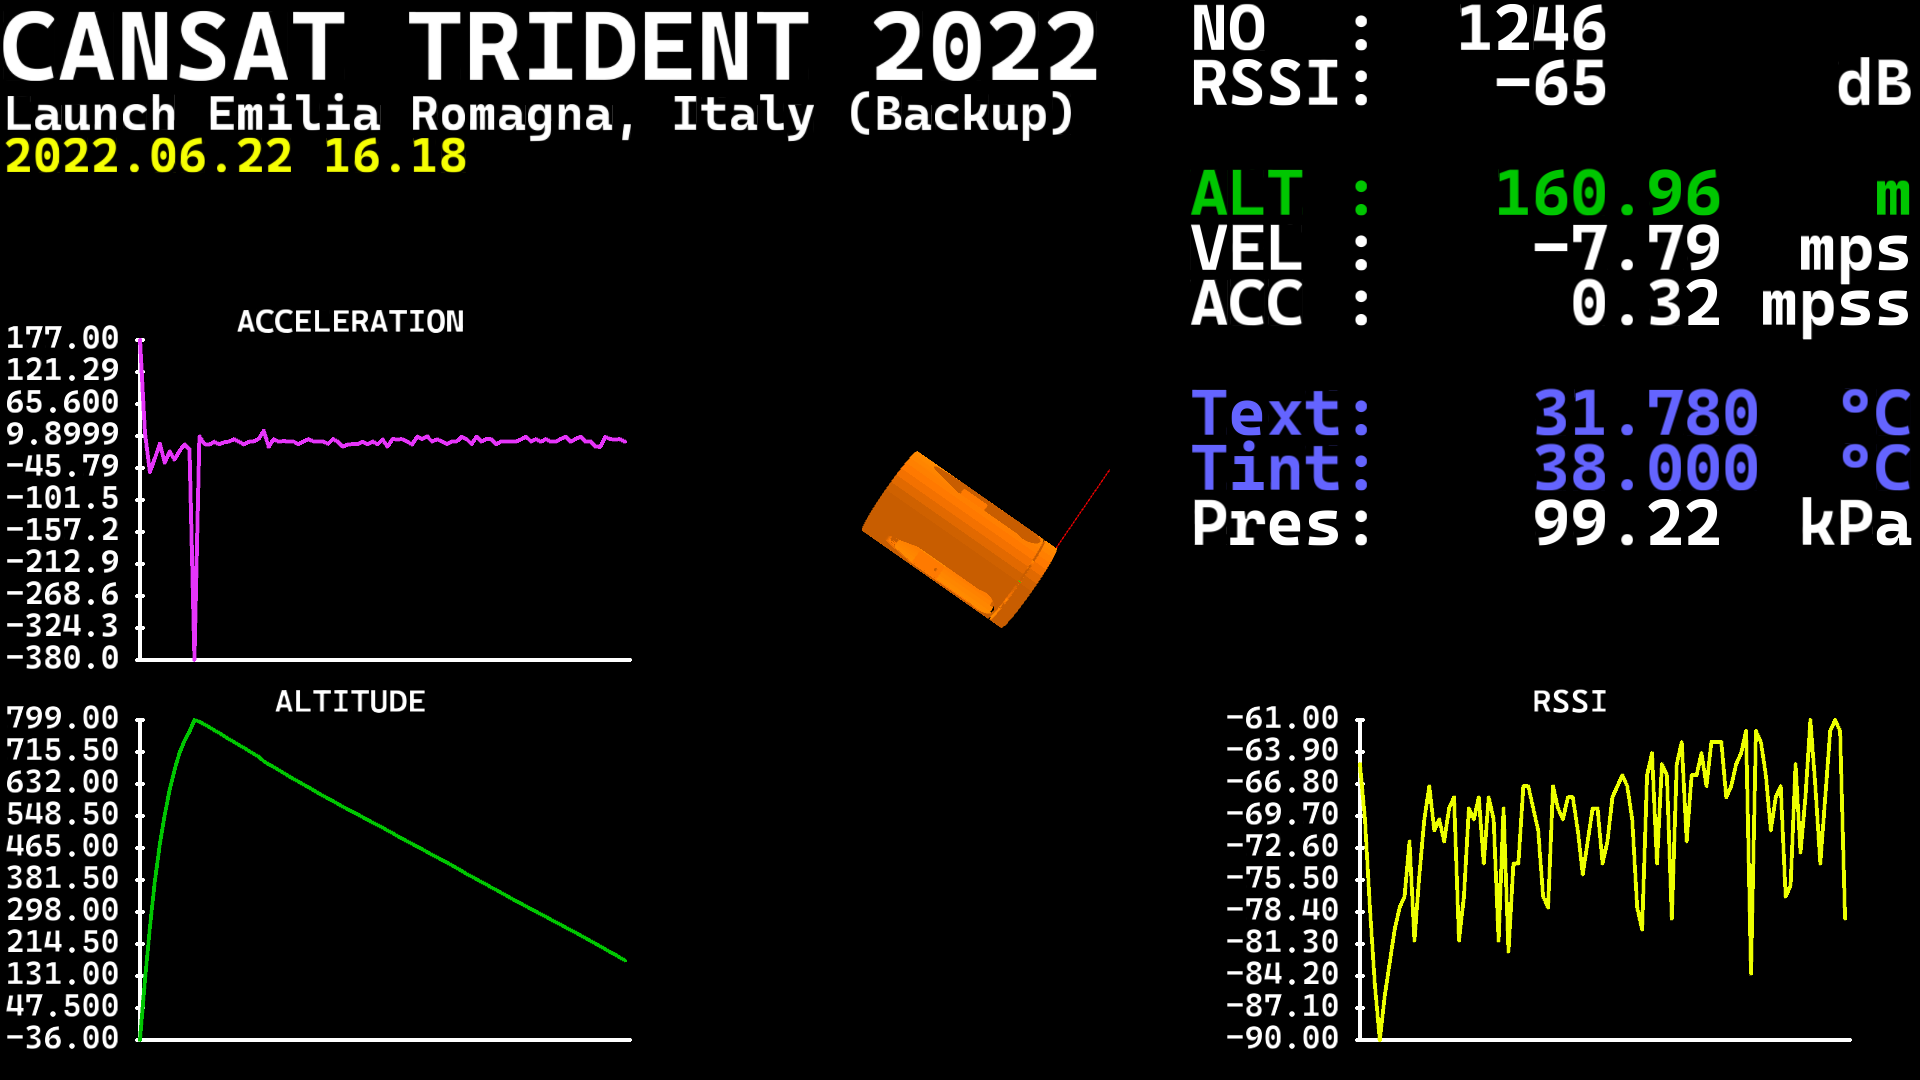 CANSAT TRIDENT 2022
Launch Emilia Romagna, Italy (Backup)
2022.06.22 16.18
NO : 1246
RSSI: -65 dB
ALT : 160.96 m
VEL : -7.79 mps
ACC : 0.32 mpss
Text: 31.780 °C
Tint: 38.000 °C
Pres: 99.22 kPa
ACCELERATION
177.00
121.29
65.600
9.8999
-45.79
-101.5
-157.2
-212.9
-268.6
-324.3
-380.0
ALTITUDE
799.00
715.50
632.00
548.50
465.00
381.50
298.00
214.50
131.00
47.500
-36.00
RSSI
-61.00
-63.90
-66.80
-69.70
-72.60
-75.50
-78.40
-81.30
-84.20
-87.10
-90.00